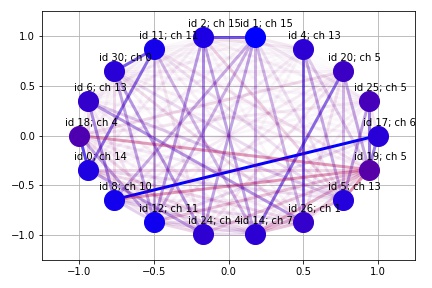 id 2; ch 15
id 1; ch 15
id 11; ch 11
id 4; ch 13
id 30; ch
id 20; ch 5
id 6; ch 13
id 25; ch 5
id 18; ch 4
id 17; ch 6
id 0; ch 14
id 19; ch 5
id 8; ch 10
id 5; ch 13
id 12; ch 11
id 26; ch
id 24; ch 4
id 14; ch 7
1.0
0.5
0.0
−0.5
−1.0
−1.0
−0.5
0.0
0.5
1.0